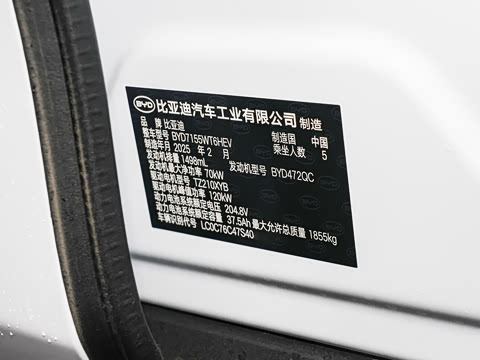 BYD 比亚迪汽车工业有限公司 制造
品 牌 比亚迪 制造国 中国
整车型号 BYD7155WT6HEV 乘坐人数 5
制造年月 2025 年 2 月
发动机排量 1498mL 发动机型号 BYD472QC
发动机最大净功率 70kW
驱动电机型号 TZ210XYB
驱动电机峰值功率 120kW
动力电池系统额定电压 204.8V
动力电池系统额定容量 37.5Ah 最大允许总质量 1855kg
车辆识别代号 LC0C76C47S40